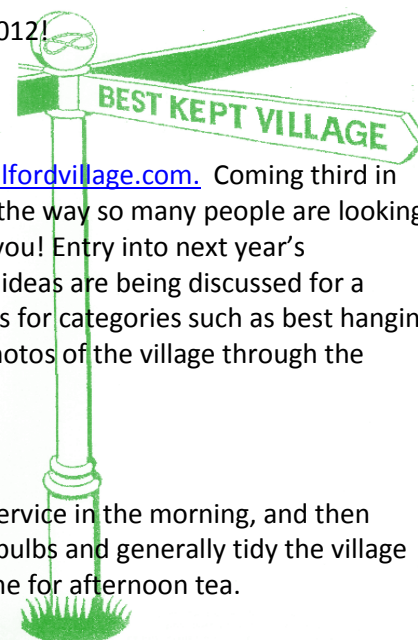 012!
BEST KEPT VILLAGE
lfordvillage.com. Coming third in
the way so many people are looking
you! Entry into next year's
ideas are being discussed for a
s for categories such as best hangin
hotos of the village through the
ervice in the morning, and then
bulbs and generally tidy the village
ne for afternoon tea.